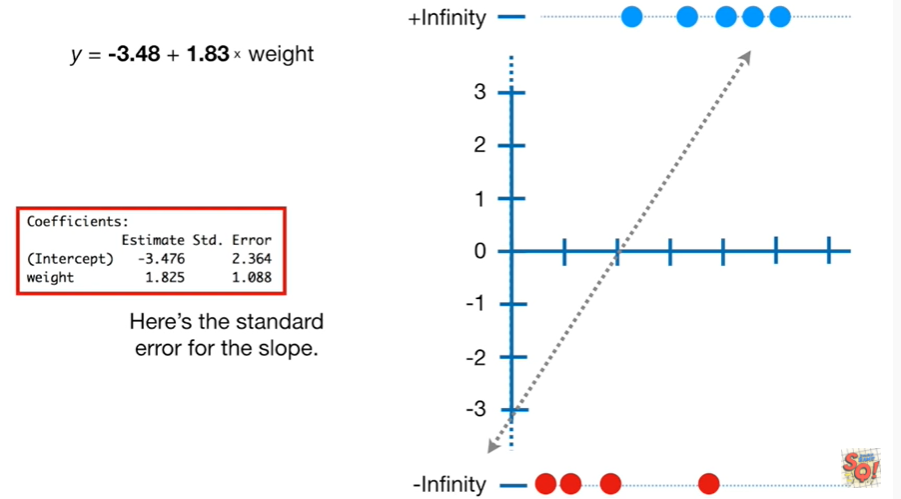 y = -3.48 + 1.83 x weight
Coefficients:
Estimate Std. Error
(Intercept) -3.476 2.364
weight 1.825 1.088
Here's the standard
error for the slope.
+Infinity
3
2
1
0
-1
-2
-3
-Infinity
SQ!